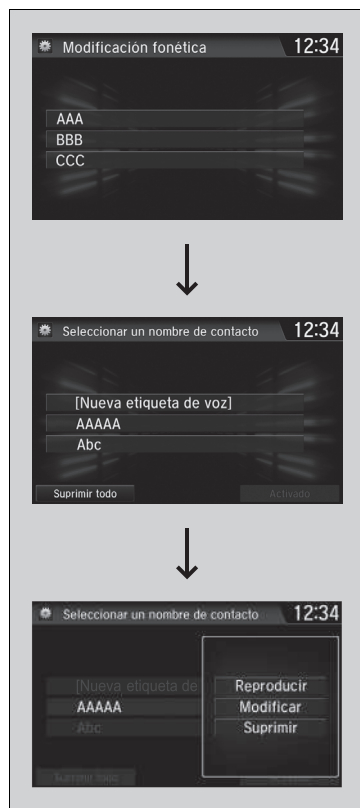 Modificación fonética 12:34
AAA
BBB
CCC
Seleccionar un nombre de contacto 12:34
[Nueva etiqueta de voz]
AAAAA
Abc
Suprimir todo Activado
Seleccionar un nombre de contacto 12:34
[Nueva etiqueta de Reproducir
AAAAA Modificar
Abc Suprimir
Suprimir todo